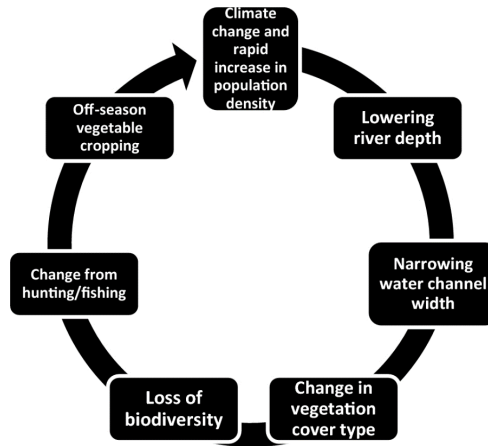 Climate
change and
rapid
increase in
population
density
Lowering
river depth
Narrowing
water channel
width
Change in
vegetation
cover type
Loss of
biodiversity
Change from
hunting/fishing
Off-season
vegetable
cropping